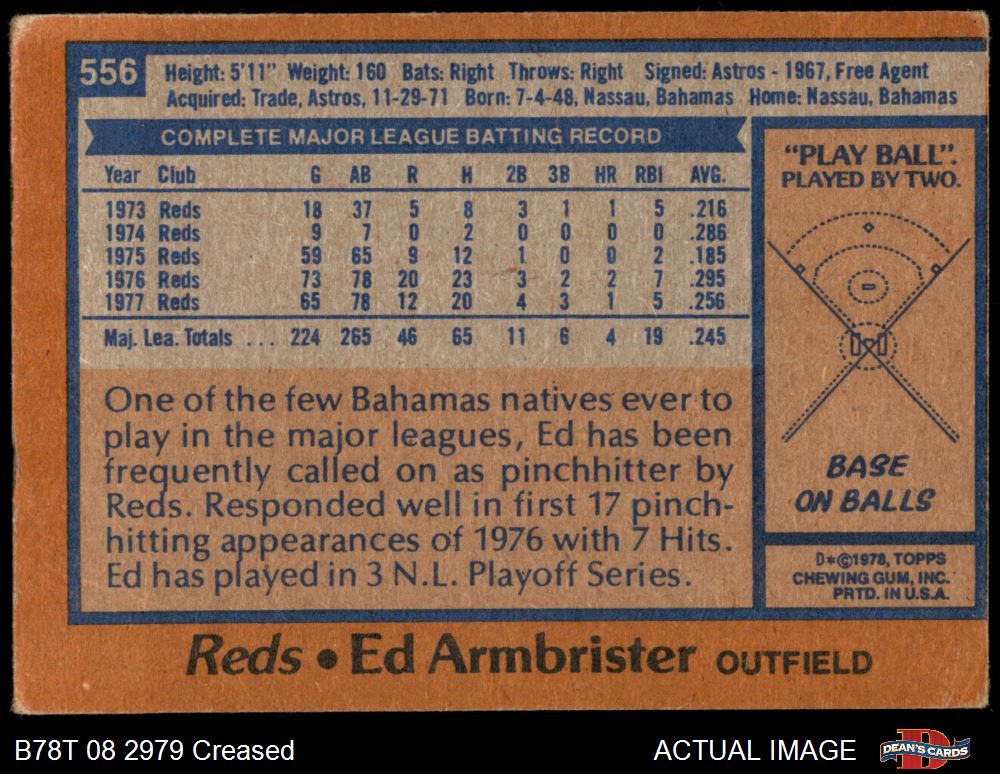 556
Height: 5'11" Weight: 160 Bats: Right Throws: Right Signed: Astros - 1967, Free Agent
Acquired: Trade, Astros, 11-29-71 Born: 7-4-48, Nassau, Bahamas Home: Nassau, Bahamas
COMPLETE MAJOR LEAGUE BATTING RECORD
Year Club G AB R H 2B 3B HR RBI AVG.
1973 Reds 18 37 5 8 3 1 1 5 .216
1974 Reds 9 7 0 2 0 0 0 0 .286
1975 Reds 59 65 9 12 1 0 0 2 .185
1976 Reds 73 78 20 23 3 2 2 7 .295
1977 Reds 65 78 12 20 4 3 1 5 .256
Maj. Lea. Totals ... 224 265 46 65 11 6 4 19 .245
One of the few Bahamas natives ever to
play in the major leagues, Ed has been
frequently called on as pinchhitter by
Reds. Responded well in first 17 pinch-
hitting appearances of 1976 with 7 Hits.
Ed has played in 3 N.L. Playoff Series.
"PLAY BALL".
PLAYED BY TWO.
BASE
ON BALLS
D*©1978, TOPPS
CHEWING GUM, INC.
PRTD. IN U.S.A.
Reds • Ed Armbrister OUTFIELD
B78T 08 2979 Creased
ACTUAL IMAGE
DEAN'S CARDS